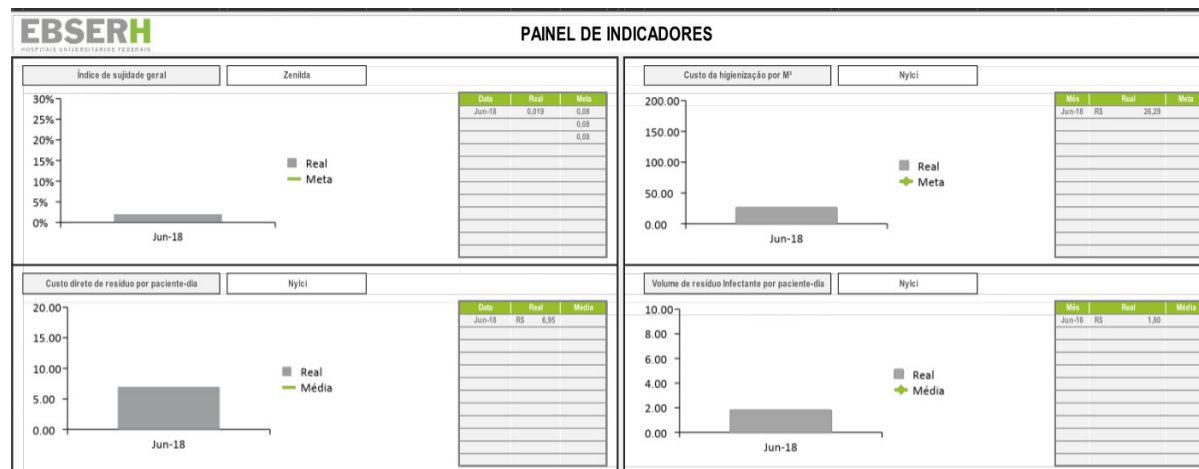 EBSERH
HOSPITAIS UNIVERSITÁRIOS FEDERAIS
PAINEL DE INDICADORES
Índice de sujidade geral
Zenilda
30%
25%
20%
15%
10%
5%
0%
Jun-18
Real
Meta
Data Real Meta
Jun-18 0,019 0,08
0,08
0,08
Custo da higienização por M²
Nylci
200.00
150.00
100.00
50.00
0.00
Jun-18
Real
Meta
Mês Real Meta
Jun-18 R$ 26,28
Custo direto de resíduo por paciente-dia
Nylci
20.00
15.00
10.00
5.00
0.00
Jun-18
Real
Média
Data Real Média
Jun-18 R$ 6,95
Volume de resíduo Infectante por paciente-dia
Nylci
10.00
8.00
6.00
4.00
2.00
0.00
Jun-18
Real
Média
Mês Real Média
Jun-18 R$ 1,80